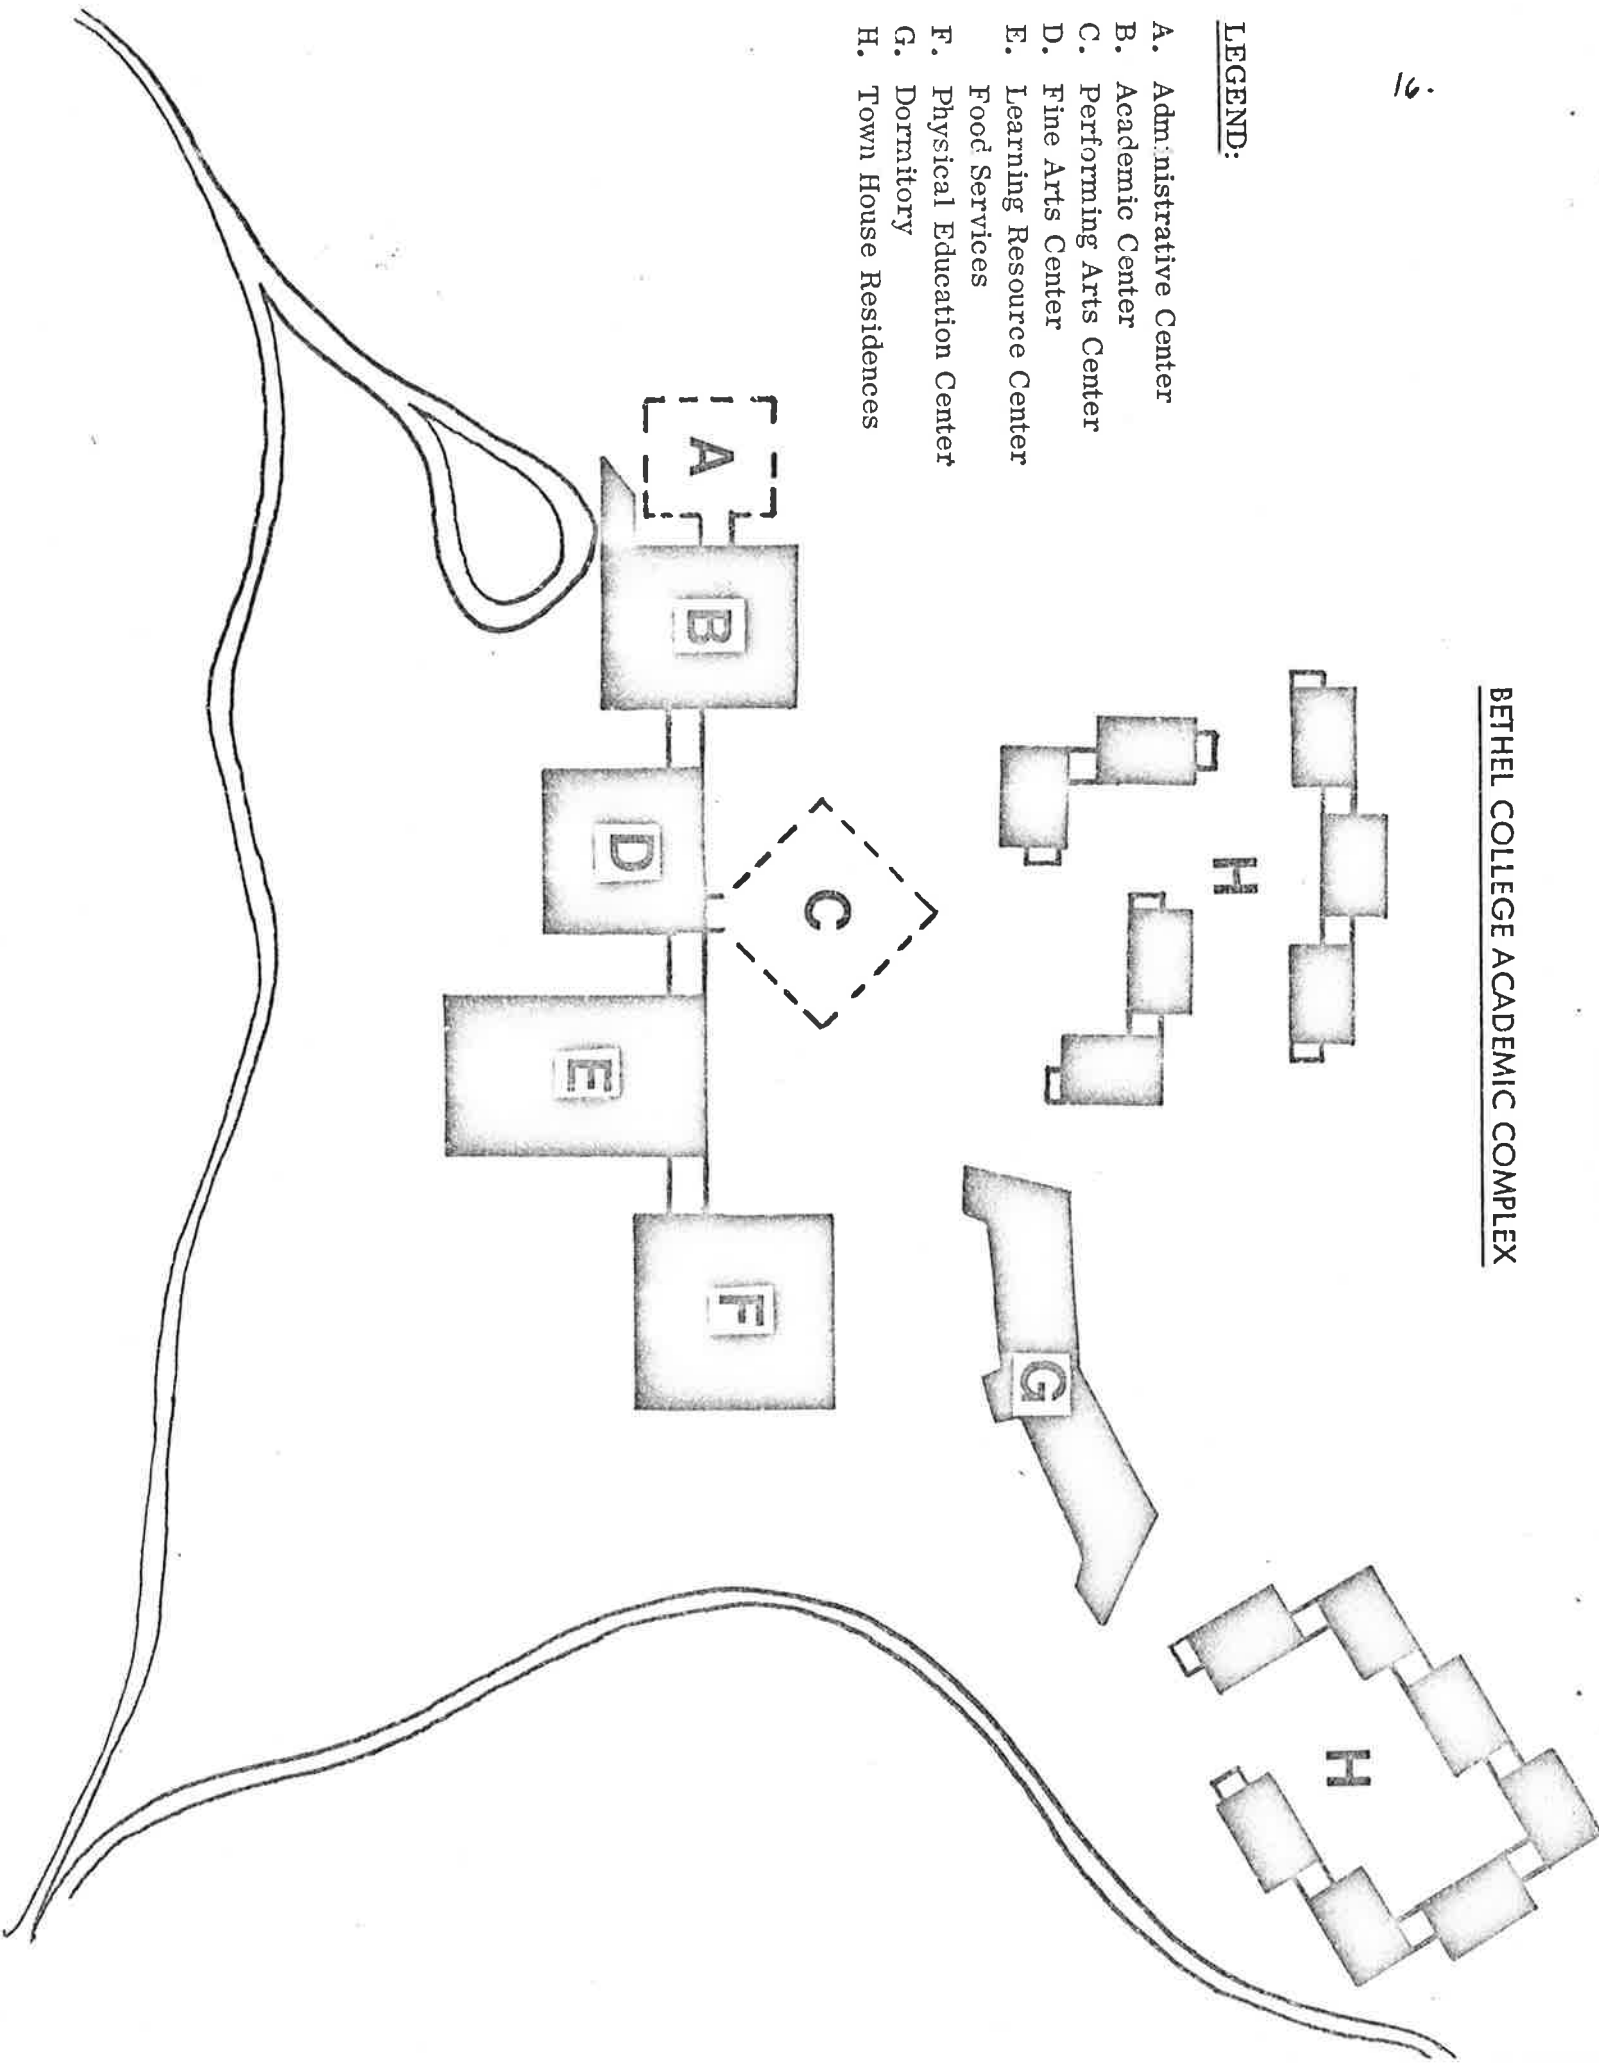 16.
BETHEL COLLEGE ACADEMIC COMPLEX
LEGEND:
A. Administrative Center
B. Academic Center
C. Performing Arts Center
D. Fine Arts Center
E. Learning Resource Center
Food Services
F. Physical Education Center
G. Dormitory
H. Town House Residences
H
H
G
C
A
B
D
E
F